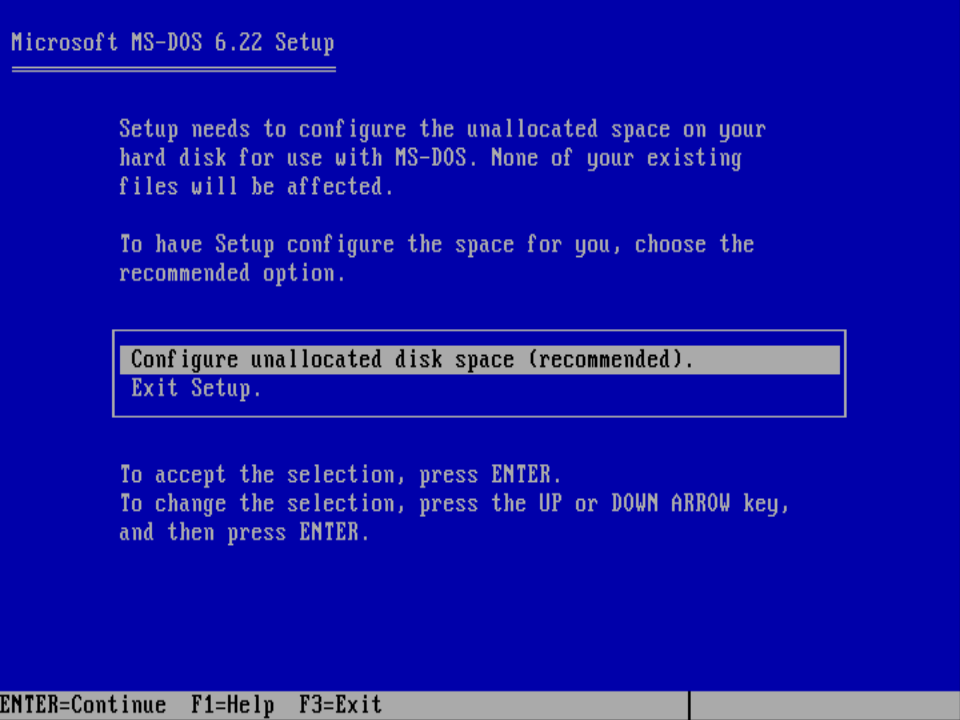 Microsoft MS-DOS 6.22 Setup
Setup needs to configure the unallocated space on your
hard disk for use with MS-DOS. None of your existing
files will be affected.
To have Setup configure the space for you, choose the
recommended option.
Configure unallocated disk space (recommended).
Exit Setup.
To accept the selection, press ENTER.
To change the selection, press the UP or DOWN ARROW key,
and then press ENTER.
ENTER=Continue  F1=Help  F3=Exit